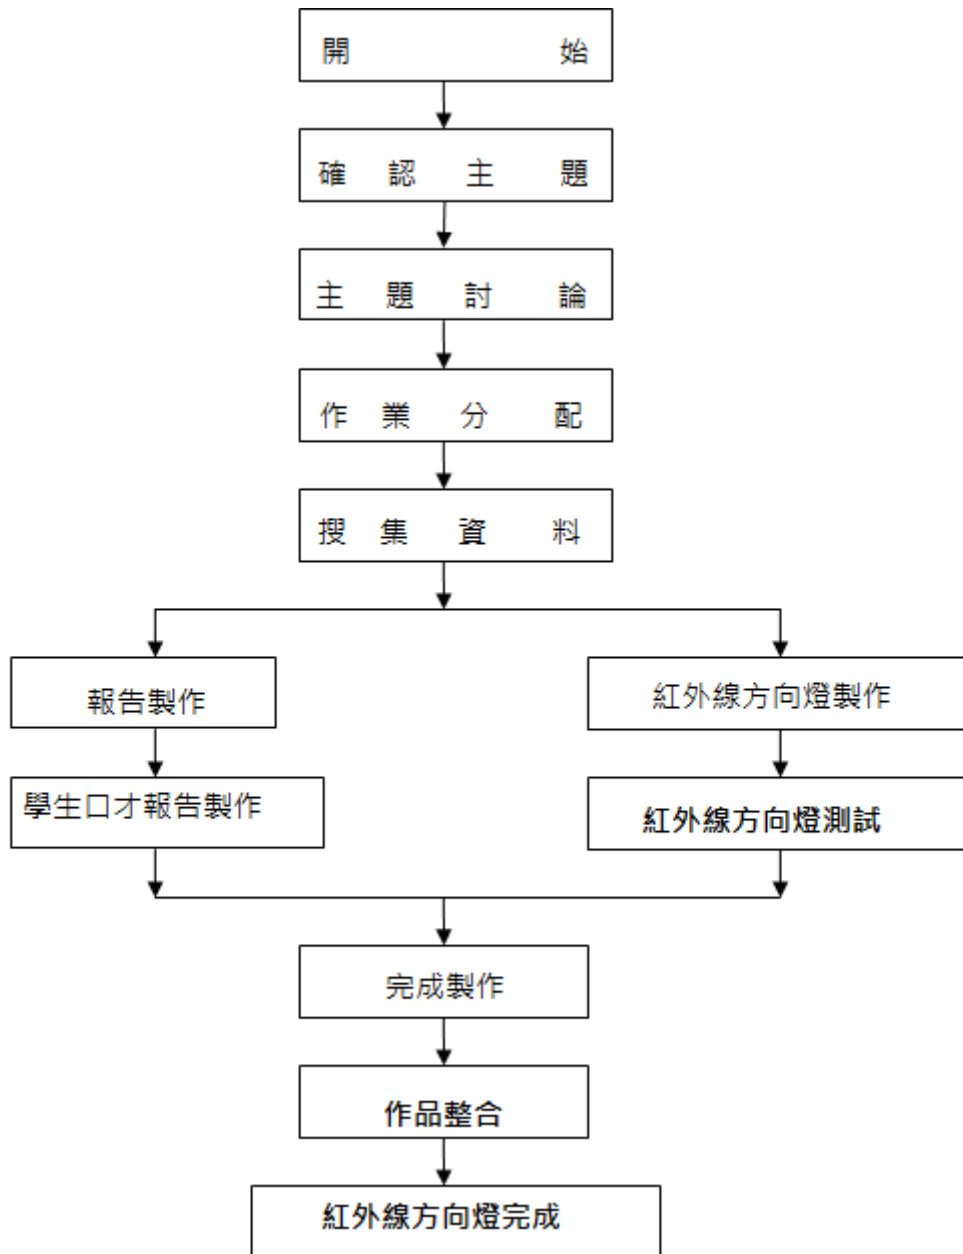 開始
確認主題
主題討論
作業分配
搜集資料
報告製作
紅外線方向燈製作
學生口才報告製作
紅外線方向燈測試
完成製作
作品整合
紅外線方向燈完成